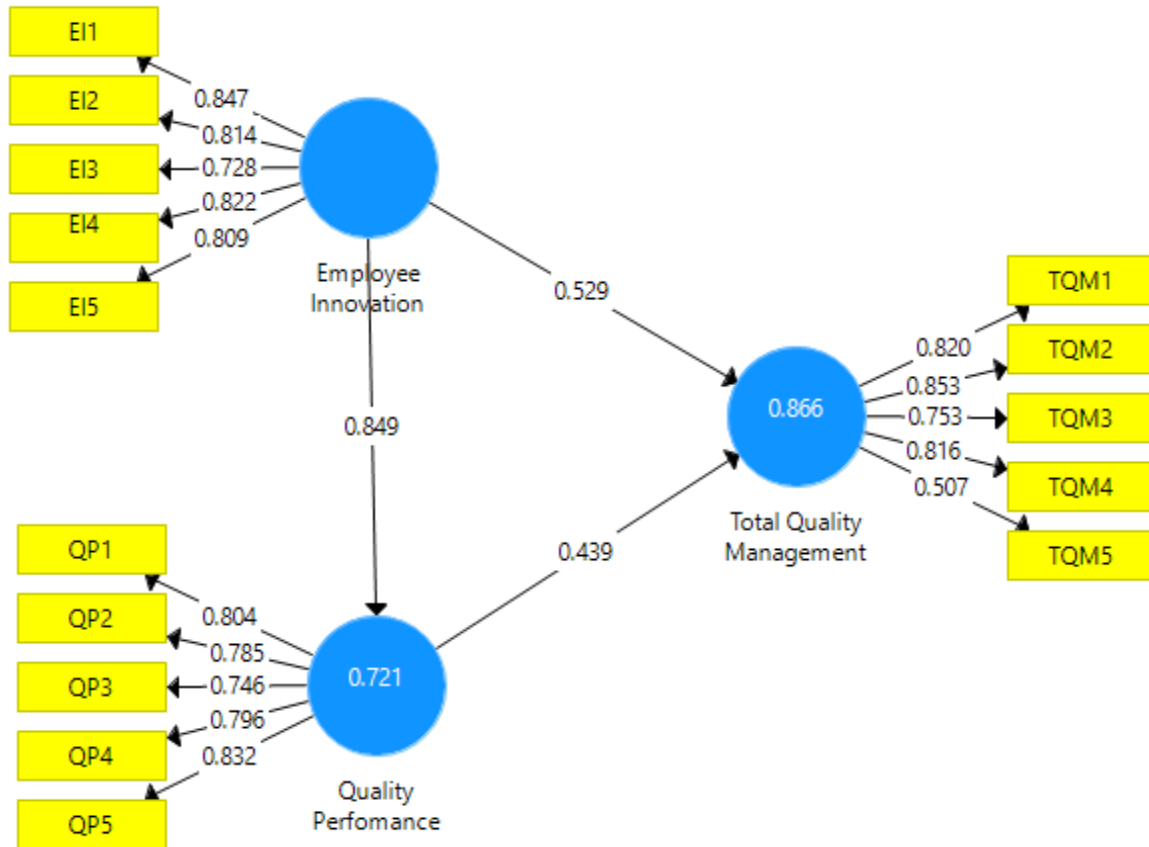 EI1
EI2
EI3
EI4
EI5
0.847
0.814
0.728
0.822
0.809
Employee
Innovation
0.529
0.849
0.866
Total Quality
Management
0.820
0.853
0.753
0.816
0.507
TQM1
TQM2
TQM3
TQM4
TQM5
0.439
QP1
QP2
QP3
QP4
QP5
0.804
0.785
0.746
0.796
0.832
0.721
Quality
Perfomance